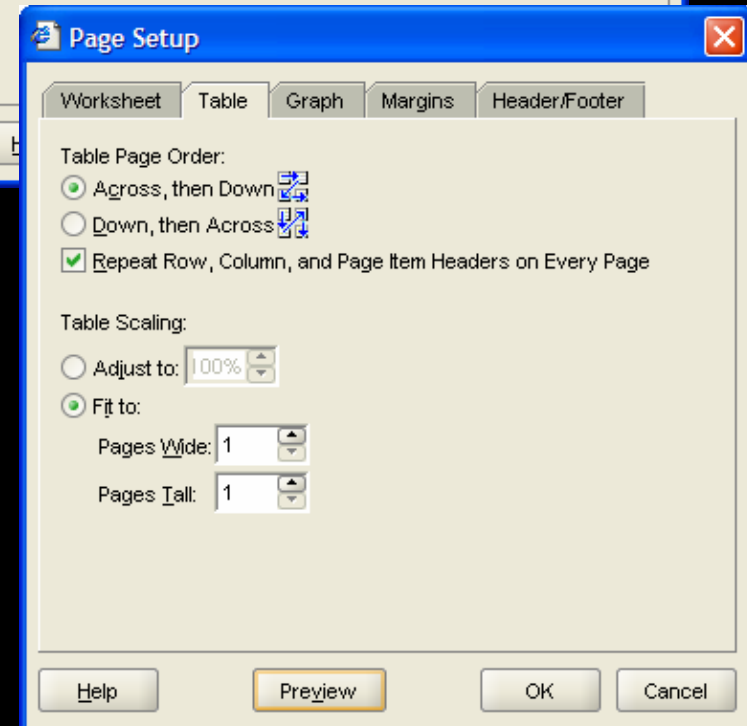 Page Setup
Worksheet Table Graph Margins Header/Footer
Table Page Order:
Across, then Down
Down, then Across
Repeat Row, Column, and Page Item Headers on Every Page
Table Scaling:
Adjust to: 100%
Fit to:
Pages Wide: 1
Pages Tall: 1
Help Preview OK Cancel